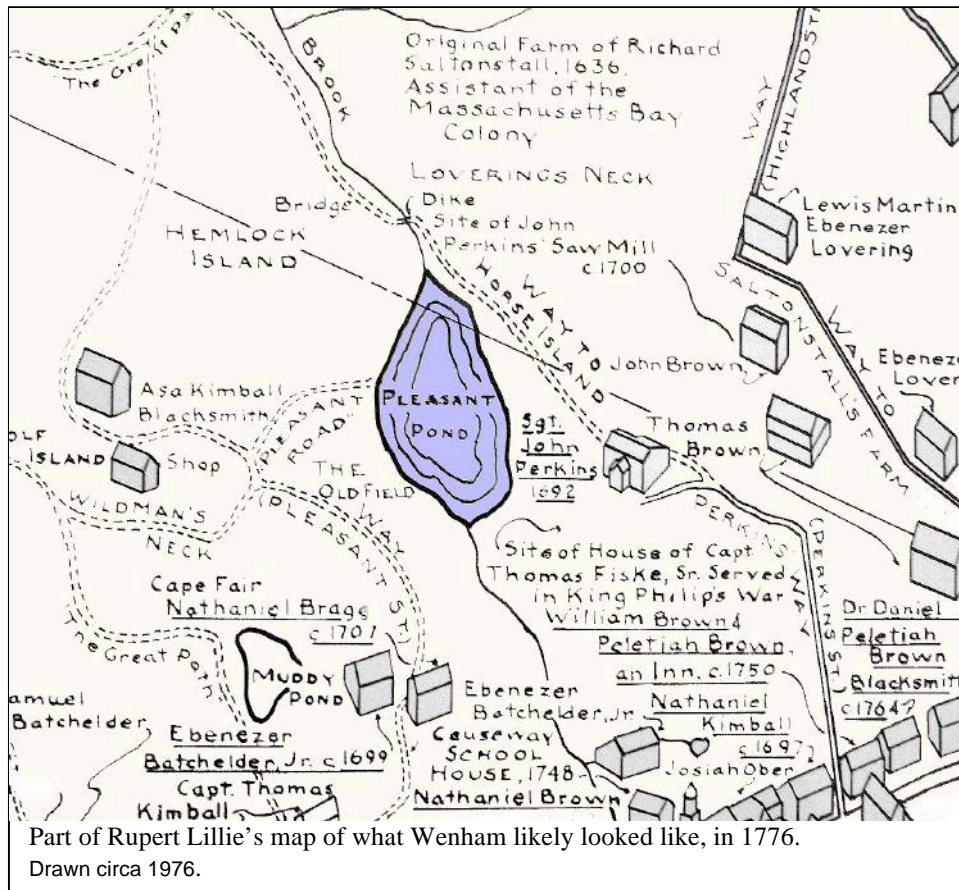 The Great Pa
BROOK
Original Farm of Richard
Saltonstall, 1636,
Assistant of the
Massachusetts Bay
Colony
WAY
(HIGHLAND ST
LOVERINGS NECK
Bridge
Dike
Site of John
Perkins' Saw Mill
c 1700
HEMLOCK
ISLAND
Lewis Martin
Ebenezer
Lovering
WAY TO
HORSE ISLAND
WAY TO
SALTONSTALLS FARM
John Brown
Ebeneze
Love
Asa Kimball
Blacksmith
PLEASANT
ROAD
PLEASANT
POND
Sgt.
John
Perkins
1692
Thomas
Brown
OLF
ISLAND
Shop
THE
OLD FIELD
THE WAY
(PLEASANT ST)
WILDMAN'S
NECK
PERKINS WAY
(PERKINS ST)
Site of House of Capt
Thomas Fiske, Sr. Served
in King Philip's War
William Brown &
Peletiah Brown,
an Inn, c.1750
Nathaniel
Kimball
c 1697
Josiah Ober
Dr Daniel
Peletiah
Brown
Blacksmit
c 1764?
Cape Fair
Nathaniel Bragg
c 1701
The Great Path
MUDDY
POND
amuel
Batchelder
Ebenezer
Batchelder, Jr. c 1699
Capt. Thomas
Kimball
Ebenezer
Batchelder, Jr
CAUSEWAY
SCHOOL
HOUSE, 1748
Nathaniel Brown
Part of Rupert Lillie's map of what Wenham likely looked like, in 1776.
Drawn circa 1976.